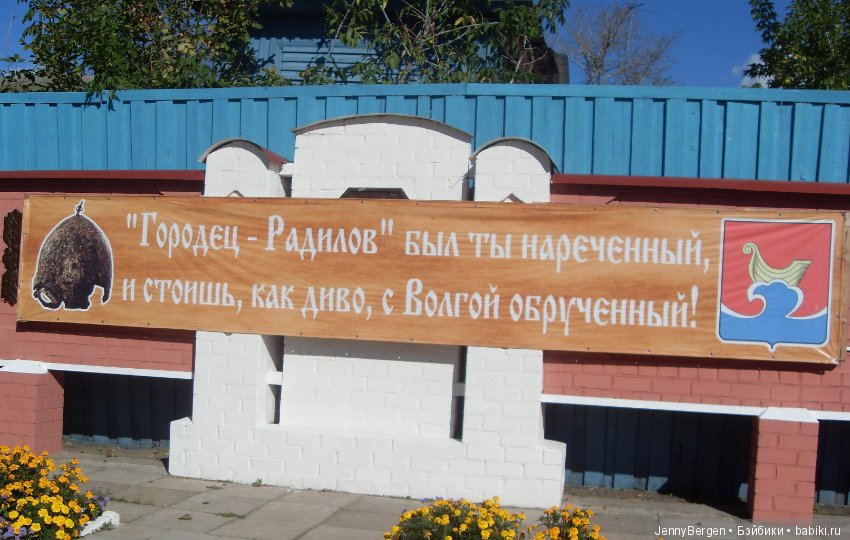 "Городец - Радилов" был ты нареченный,
и стоишь, как диво, с Волгой обрученный!
JennyBergen • Бэйбики • babiki.ru